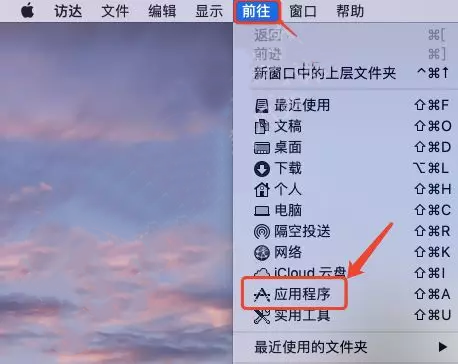 访达 文件 编辑 显示 前往 窗口 帮助
返回 ⌘[
前进 ⌘]
新窗口中的上层文件夹 ^⌘↑
最近使用 ⇧⌘F
文稿 ⇧⌘O
桌面 ⇧⌘D
下载 ⌥⌘L
个人 ⇧⌘H
电脑 ⇧⌘C
隔空投送 ⇧⌘R
网络 ⇧⌘K
iCloud 云盘 ⇧⌘I
应用程序 ⇧⌘A
实用工具 ⇧⌘U
最近使用的文件夹